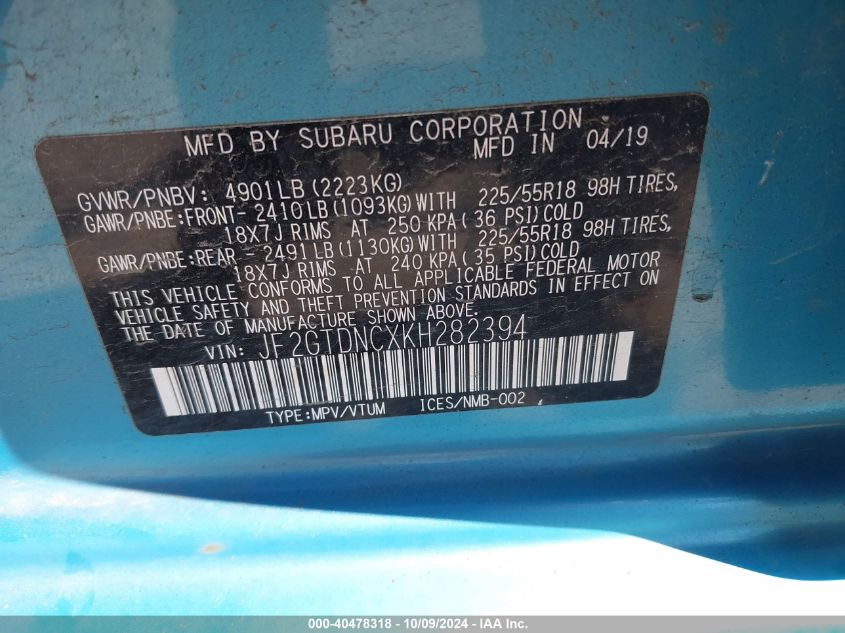 MFD BY SUBARU CORPORATION
MFD IN 04/19
GVWR/PNBV: 4901LB(2223KG)
GAWR/PNBE:FRONT- 2410LB(1093KG)WITH 225/55R18 98H TIRES,
18X7J RIMS AT 250 KPA( 36 PSI)COLD
GAWR/PNBE:REAR - 2491LB(1130KG)WITH 225/55R18 98H TIRES,
18X7J RIMS AT 240 KPA( 35 PSI)COLD
THIS VEHICLE CONFORMS TO ALL APPLICABLE FEDERAL MOTOR
VEHICLE SAFETY AND THEFT PREVENTION STANDARDS IN EFFECT ON
THE DATE OF MANUFACTURE SHOWN ABOVE.
VIN: JF2GTDNCXKH282394
TYPE:MPV/VTUM ICES/NMB-002
000-40478318 - 10/09/2024 - IAA Inc.